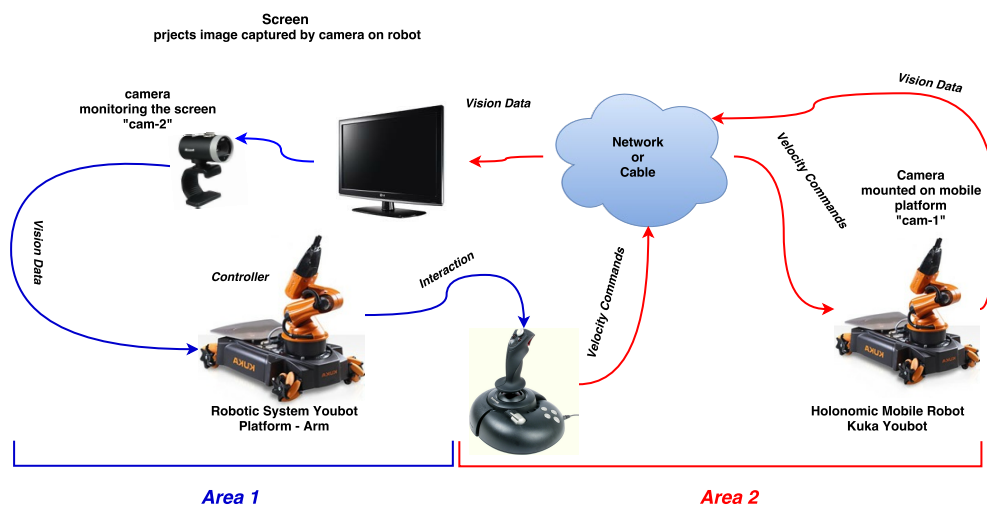 Screen
prjects image captured by camera on robot
camera
monitoring the screen
"cam-2"
Vision Data
Vision Data
Network
or
Cable
Velocity Commands
Camera
mounted on mobile
platform
"cam-1"
Vision Data
Controller
Interaction
Velocity Commands
KUKA
KUKA
Robotic System Youbot
Platform - Arm
Holonomic Mobile Robot
Kuka Youbot
Area 1
Area 2